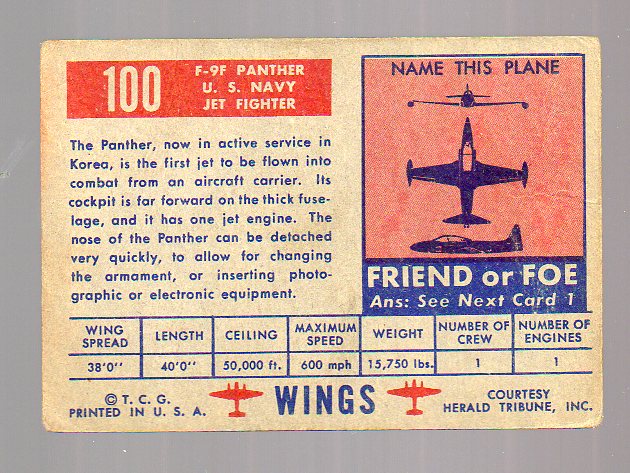 100
F-9F PANTHER
U. S. NAVY
JET FIGHTER
The Panther, now in active service in
Korea, is the first jet to be flown into
combat from an aircraft carrier. Its
cockpit is far forward on the thick fuse-
lage, and it has one jet engine. The
nose of the Panther can be detached
very quickly, to allow for changing
the armament, or inserting photo-
graphic or electronic equipment.
NAME THIS PLANE
FRIEND or FOE
Ans: See Next Card 1
WING SPREAD LENGTH CEILING MAXIMUM SPEED WEIGHT NUMBER OF CREW NUMBER OF ENGINES
38'0" 40'0" 50,000 ft. 600 mph 15,750 lbs. 1 1
© T. C. G.
PRINTED IN U. S. A.
WINGS
COURTESY
HERALD TRIBUNE, INC.